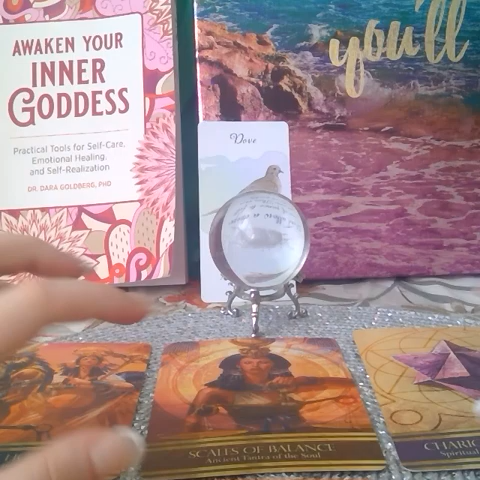 AWAKEN YOUR
INNER
GODDESS
Practical Tools for Self-Care,
Emotional Healing,
and Self-Realization
DR. DARA GOLDBERG, PHD
you'll
Dove
SCALES OF BALANCE
Ancient Tantra of the Soul
CHARIO
Spiritual